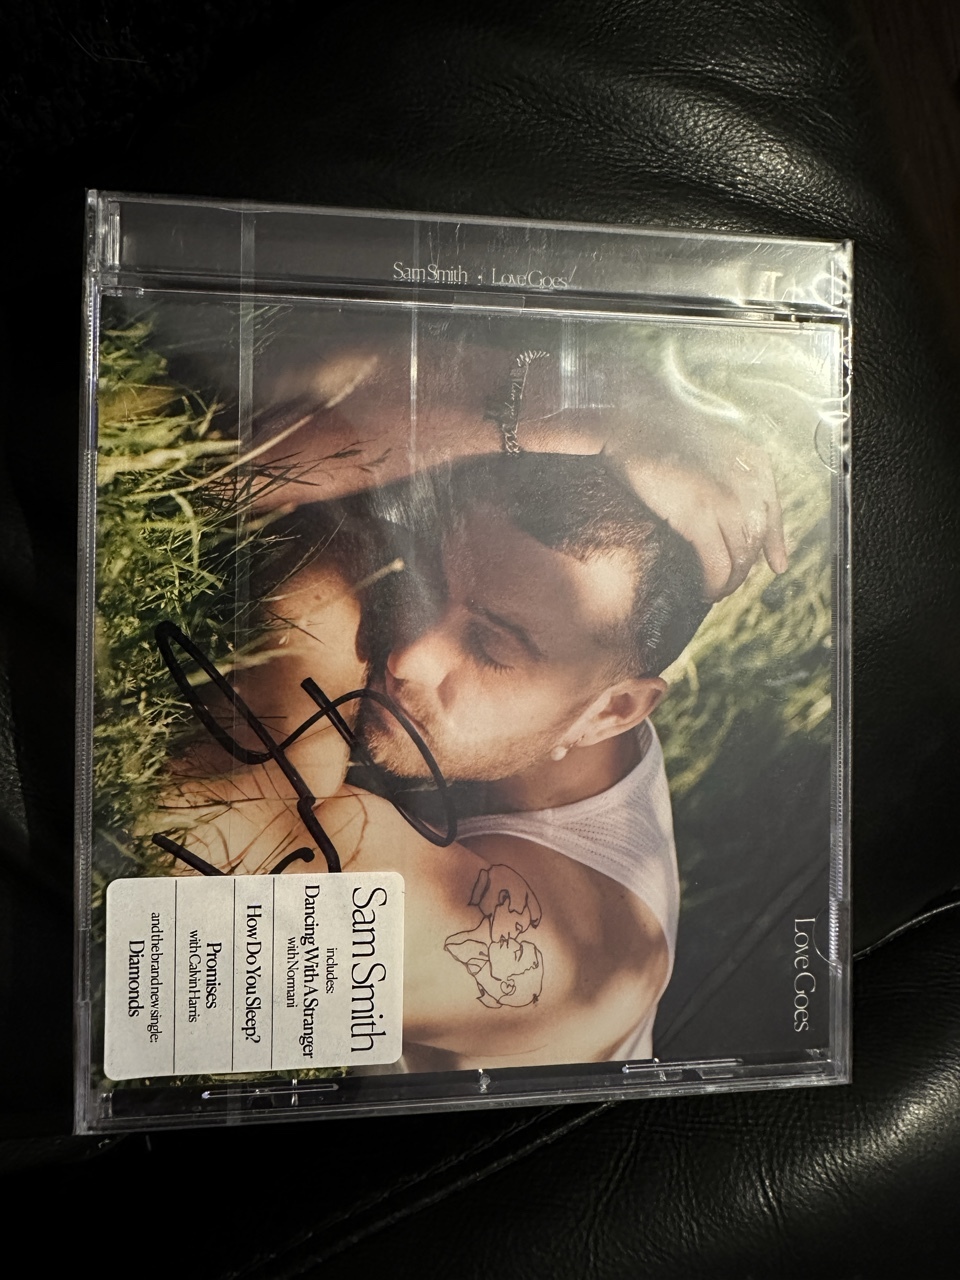 Sam Smith · Love Goes
Love Goes
Sam Smith
includes:
Dancing With A Stranger
with Normani
How Do You Sleep?
Promises
with Calvin Harris
and the brand new single:
Diamonds